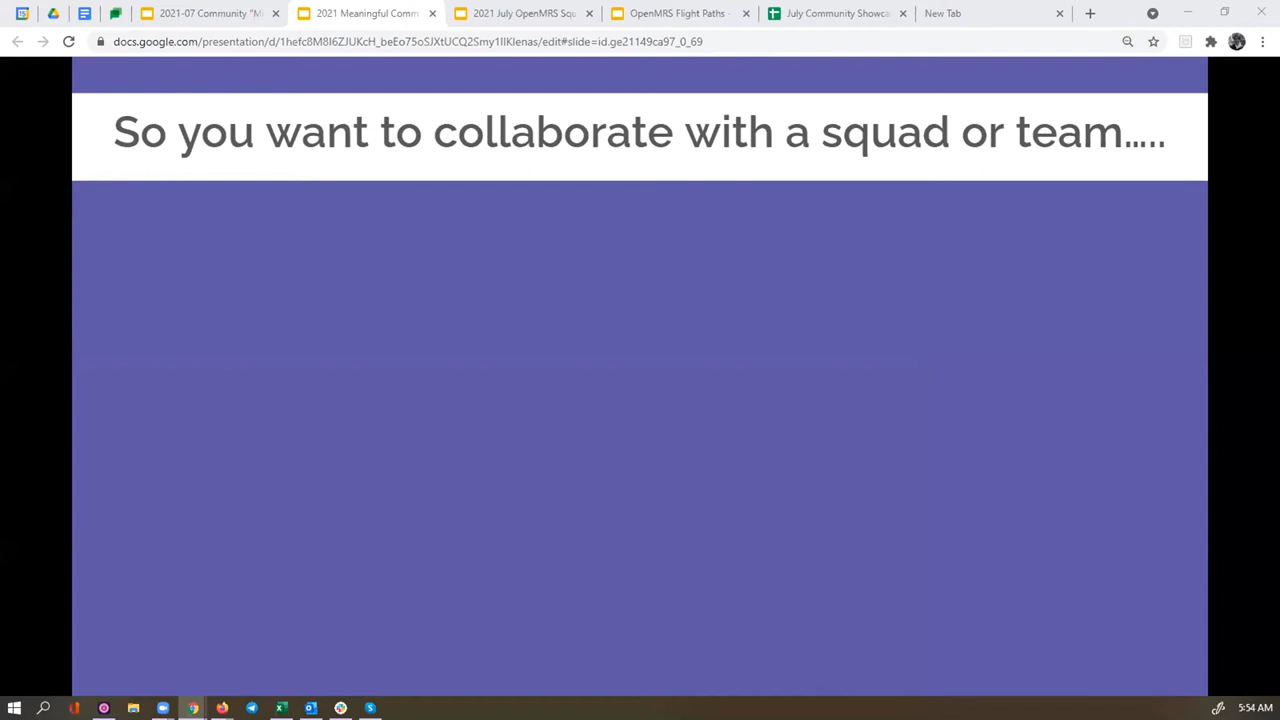 2021-07 Community "Mi
2021 Meaningful Comm
2021 July OpenMRS Squ
OpenMRS Flight Paths -
July Community Showca
New Tab
docs.google.com/presentation/d/1hefc8M8I6ZJUKcH_beEo75oSJXtUCQ2Smy1IlKlenas/edit#slide=id.ge21149ca97_0_69
So you want to collaborate with a squad or team.....
5:54 AM